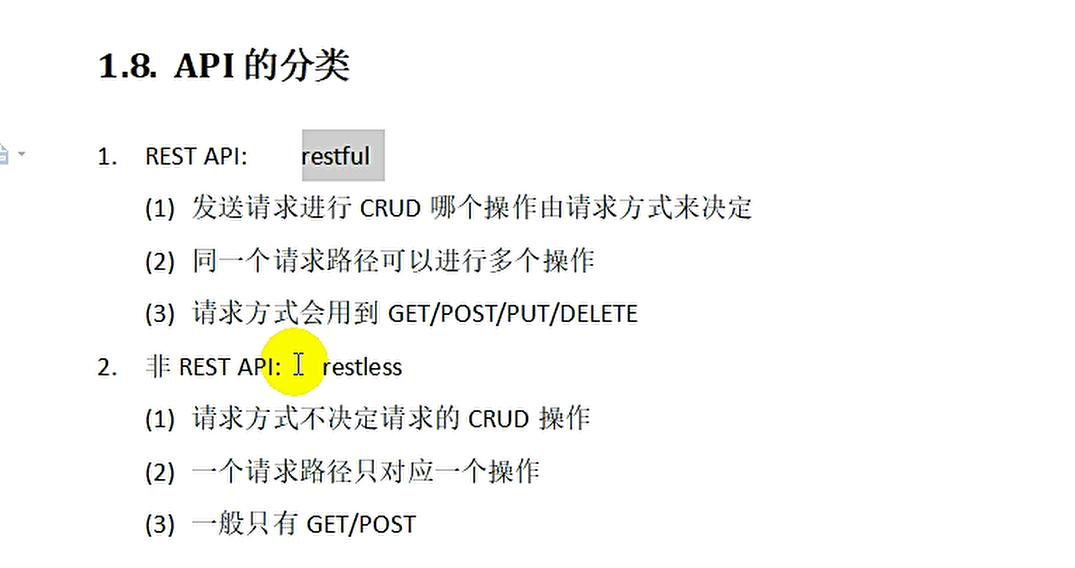 1.8. API 的分类
1. REST API: restful
(1) 发送请求进行 CRUD 哪个操作由请求方式来决定
(2) 同一个请求路径可以进行多个操作
(3) 请求方式会用到 GET/POST/PUT/DELETE
2. 非 REST API: restless
(1) 请求方式不决定请求的 CRUD 操作
(2) 一个请求路径只对应一个操作
(3) 一般只有 GET/POST